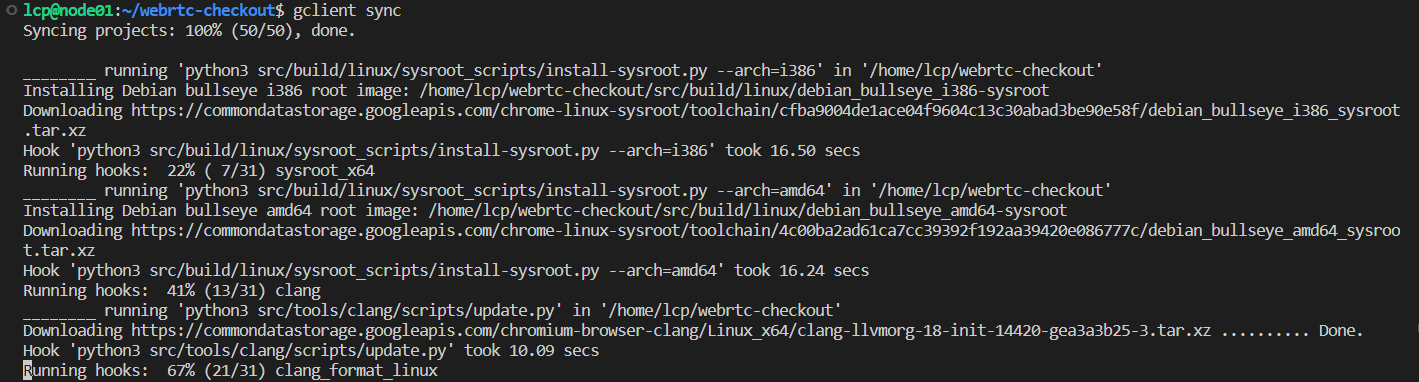 lcp@node01:~/webrtc-checkout$ gclient sync
Syncing projects: 100% (50/50), done.
________ running 'python3 src/build/linux/sysroot_scripts/install-sysroot.py --arch=i386' in '/home/lcp/webrtc-checkout'
Installing Debian bullseye i386 root image: /home/lcp/webrtc-checkout/src/build/linux/debian_bullseye_i386-sysroot
Downloading https://commondatastorage.googleapis.com/chrome-linux-sysroot/toolchain/cfba9004de1ace04f9604c13c30abad3be90e58f/debian_bullseye_i386_sysroot
.tar.xz
Hook 'python3 src/build/linux/sysroot_scripts/install-sysroot.py --arch=i386' took 16.50 secs
Running hooks:  22% ( 7/31) sysroot_x64
________ running 'python3 src/build/linux/sysroot_scripts/install-sysroot.py --arch=amd64' in '/home/lcp/webrtc-checkout'
Installing Debian bullseye amd64 root image: /home/lcp/webrtc-checkout/src/build/linux/debian_bullseye_amd64-sysroot
Downloading https://commondatastorage.googleapis.com/chrome-linux-sysroot/toolchain/4c00ba2ad61ca7cc39392f192aa39420e086777c/debian_bullseye_amd64_sysroo
t.tar.xz
Hook 'python3 src/build/linux/sysroot_scripts/install-sysroot.py --arch=amd64' took 16.24 secs
Running hooks:  41% (13/31) clang
________ running 'python3 src/tools/clang/scripts/update.py' in '/home/lcp/webrtc-checkout'
Downloading https://commondatastorage.googleapis.com/chromium-browser-clang/Linux_x64/clang-llvmorg-18-init-14420-gea3a3b25-3.tar.xz .......... Done.
Hook 'python3 src/tools/clang/scripts/update.py' took 10.09 secs
Running hooks:  67% (21/31) clang_format_linux